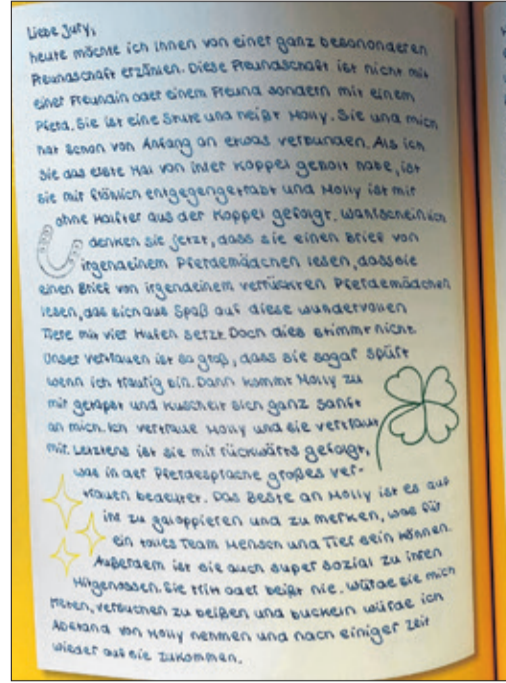 Liebe Jury,
heute möchte ich Ihnen von einer ganz besononderen
Freundschaft erzählen. Diese Freundschaft ist nicht mit
einer Freundin oder einem Freund sondern mit einem
Pferd. Sie ist eine Stute und heißt Holly. Sie und mich
hat schon von Anfang an etwas verbunden. Als ich
sie das erste Mal von ihrer Koppel geholt habe, ist
sie mir fröhlich entgegengetrabt und Holly ist mir
ohne Halfter aus der Koppel gefolgt, wahrscheinlich
denken sie jetzt, dass sie einen Brief von
irgendeinem Pferdemädchen lesen, dass sie
einen Brief von irgendeinem verrückten Pferdemädchen
lesen, das sich aus Spaß auf diese wundervollen
Tiere mit vier Hufen setzt. Doch dies stimmt nicht.
Unser Vertrauen ist so groß, dass sie sogar spürt
wenn ich traurig bin. Dann kommt Holly zu
mir getapst und kuschelt sich ganz sanft
an mich. Ich vertraue Holly und sie vertraut
mir. Letztens ist sie mir rückwärts gefolgt,
was in der Pferdesprache großes Ver-
trauen bedeutet. Das Beste an Holly ist es auf
ihr zu galoppieren und zu merken, was für
ein tolles Team Mensch und Tier sein können.
Außerdem ist sie auch super sozial zu ihren
Mitgenossen. Sie tritt oder beißt nie. Würde sie mich
treten, versuchen zu beißen und buckeln würde ich
Abstand von Holly nehmen und nach einiger Zeit
wieder auf sie zukommen.